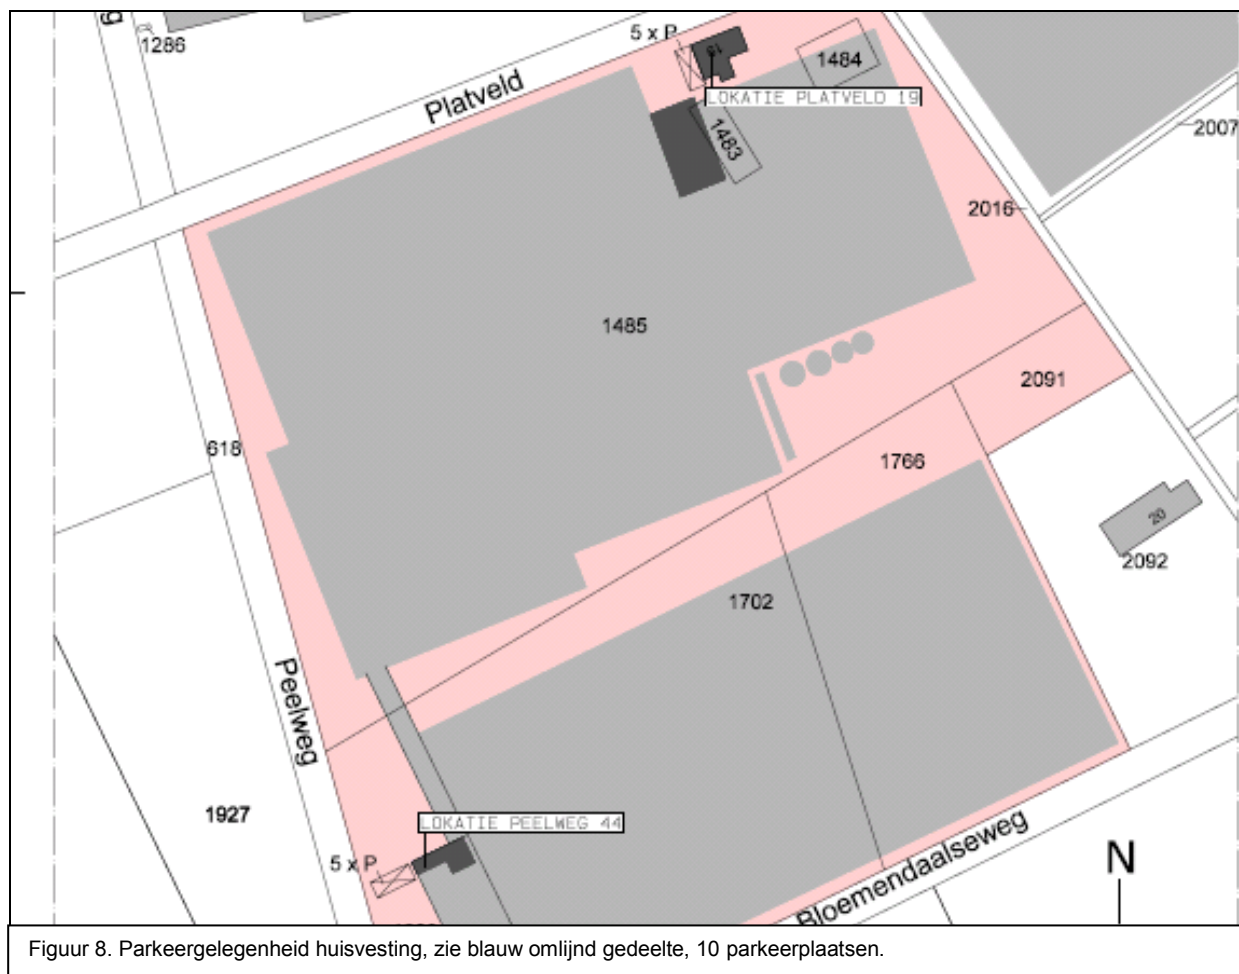 g
1286
5 x P
19
1484
Platveld
LOKATIE PLATVELD 19
1483
2007
2016
1485
2091
618
1766
20
2092
1702
Peelweg
1927
LOKATIE PEELWEG 44
5 x P
Bloemendaalseweg
N
Figuur 8. Parkeergelegenheid huisvesting, zie blauw omlijnd gedeelte, 10 parkeerplaatsen.